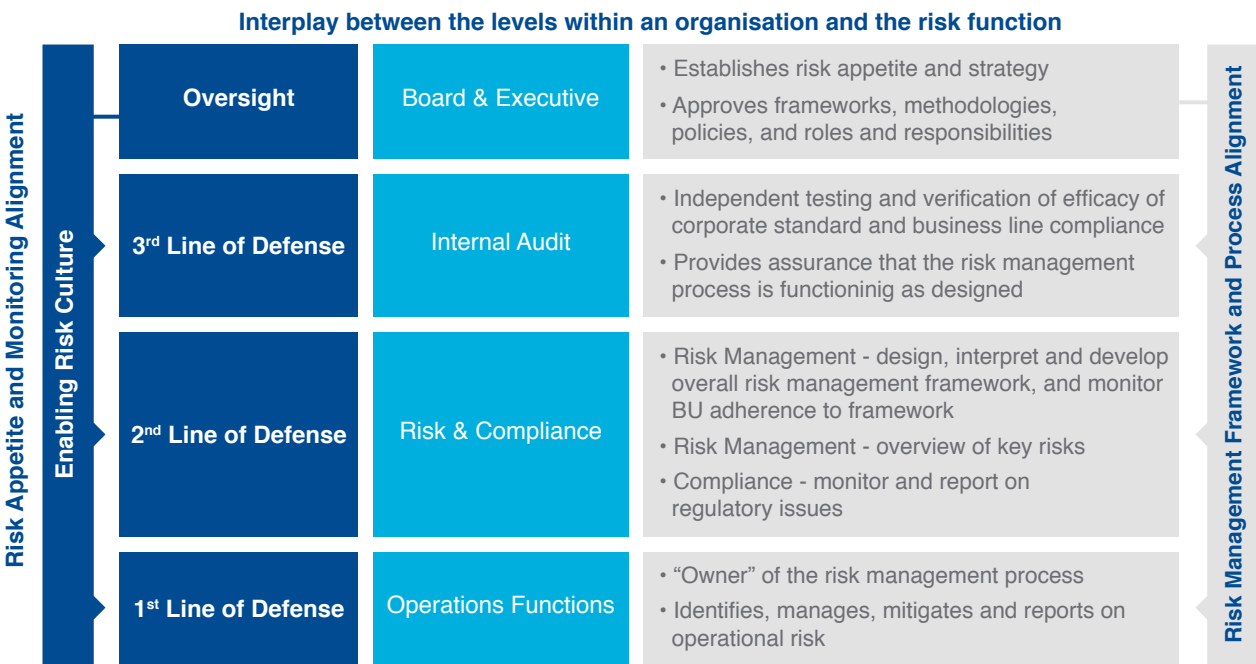 Interplay between the levels within an organisation and the risk function
Risk Appetite and Monitoring Alignment
Enabling Risk Culture
Oversight
Board & Executive
• Establishes risk appetite and strategy
• Approves frameworks, methodologies,
policies, and roles and responsibilities
3rd Line of Defense
Internal Audit
• Independent testing and verification of efficacy of
corporate standard and business line compliance
• Provides assurance that the risk management
process is functioninig as designed
2nd Line of Defense
Risk & Compliance
• Risk Management - design, interpret and develop
overall risk management framework, and monitor
BU adherence to framework
• Risk Management - overview of key risks
• Compliance - monitor and report on
regulatory issues
1st Line of Defense
Operations Functions
• “Owner” of the risk management process
• Identifies, manages, mitigates and reports on
operational risk
Risk Management Framework and Process Alignment